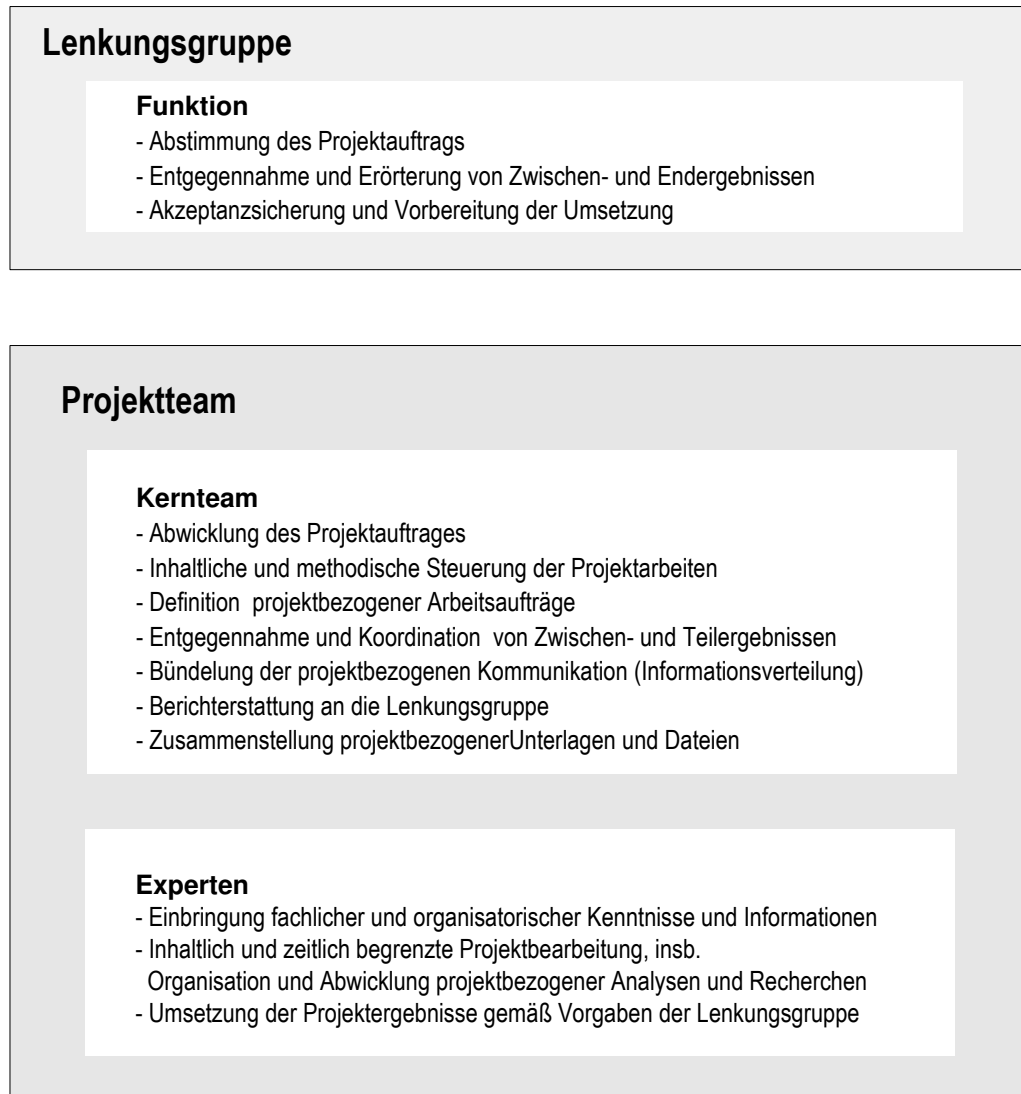 Lenkungsgruppe
Funktion
- Abstimmung des Projektauftrags
- Entgegennahme und Erörterung von Zwischen- und Endergebnissen
- Akzeptanzsicherung und Vorbereitung der Umsetzung
Projektteam
Kernteam
- Abwicklung des Projektauftrages
- Inhaltliche und methodische Steuerung der Projektarbeiten
- Definition  projektbezogener Arbeitsaufträge
- Entgegennahme und Koordination  von Zwischen- und Teilergebnissen
- Bündelung der projektbezogenen Kommunikation (Informationsverteilung)
- Berichterstattung an die Lenkungsgruppe
- Zusammenstellung projektbezogenerUnterlagen und Dateien
Experten
- Einbringung fachlicher und organisatorischer Kenntnisse und Informationen
- Inhaltlich und zeitlich begrenzte Projektbearbeitung, insb.
Organisation und Abwicklung projektbezogener Analysen und Recherchen
- Umsetzung der Projektergebnisse gemäß Vorgaben der Lenkungsgruppe